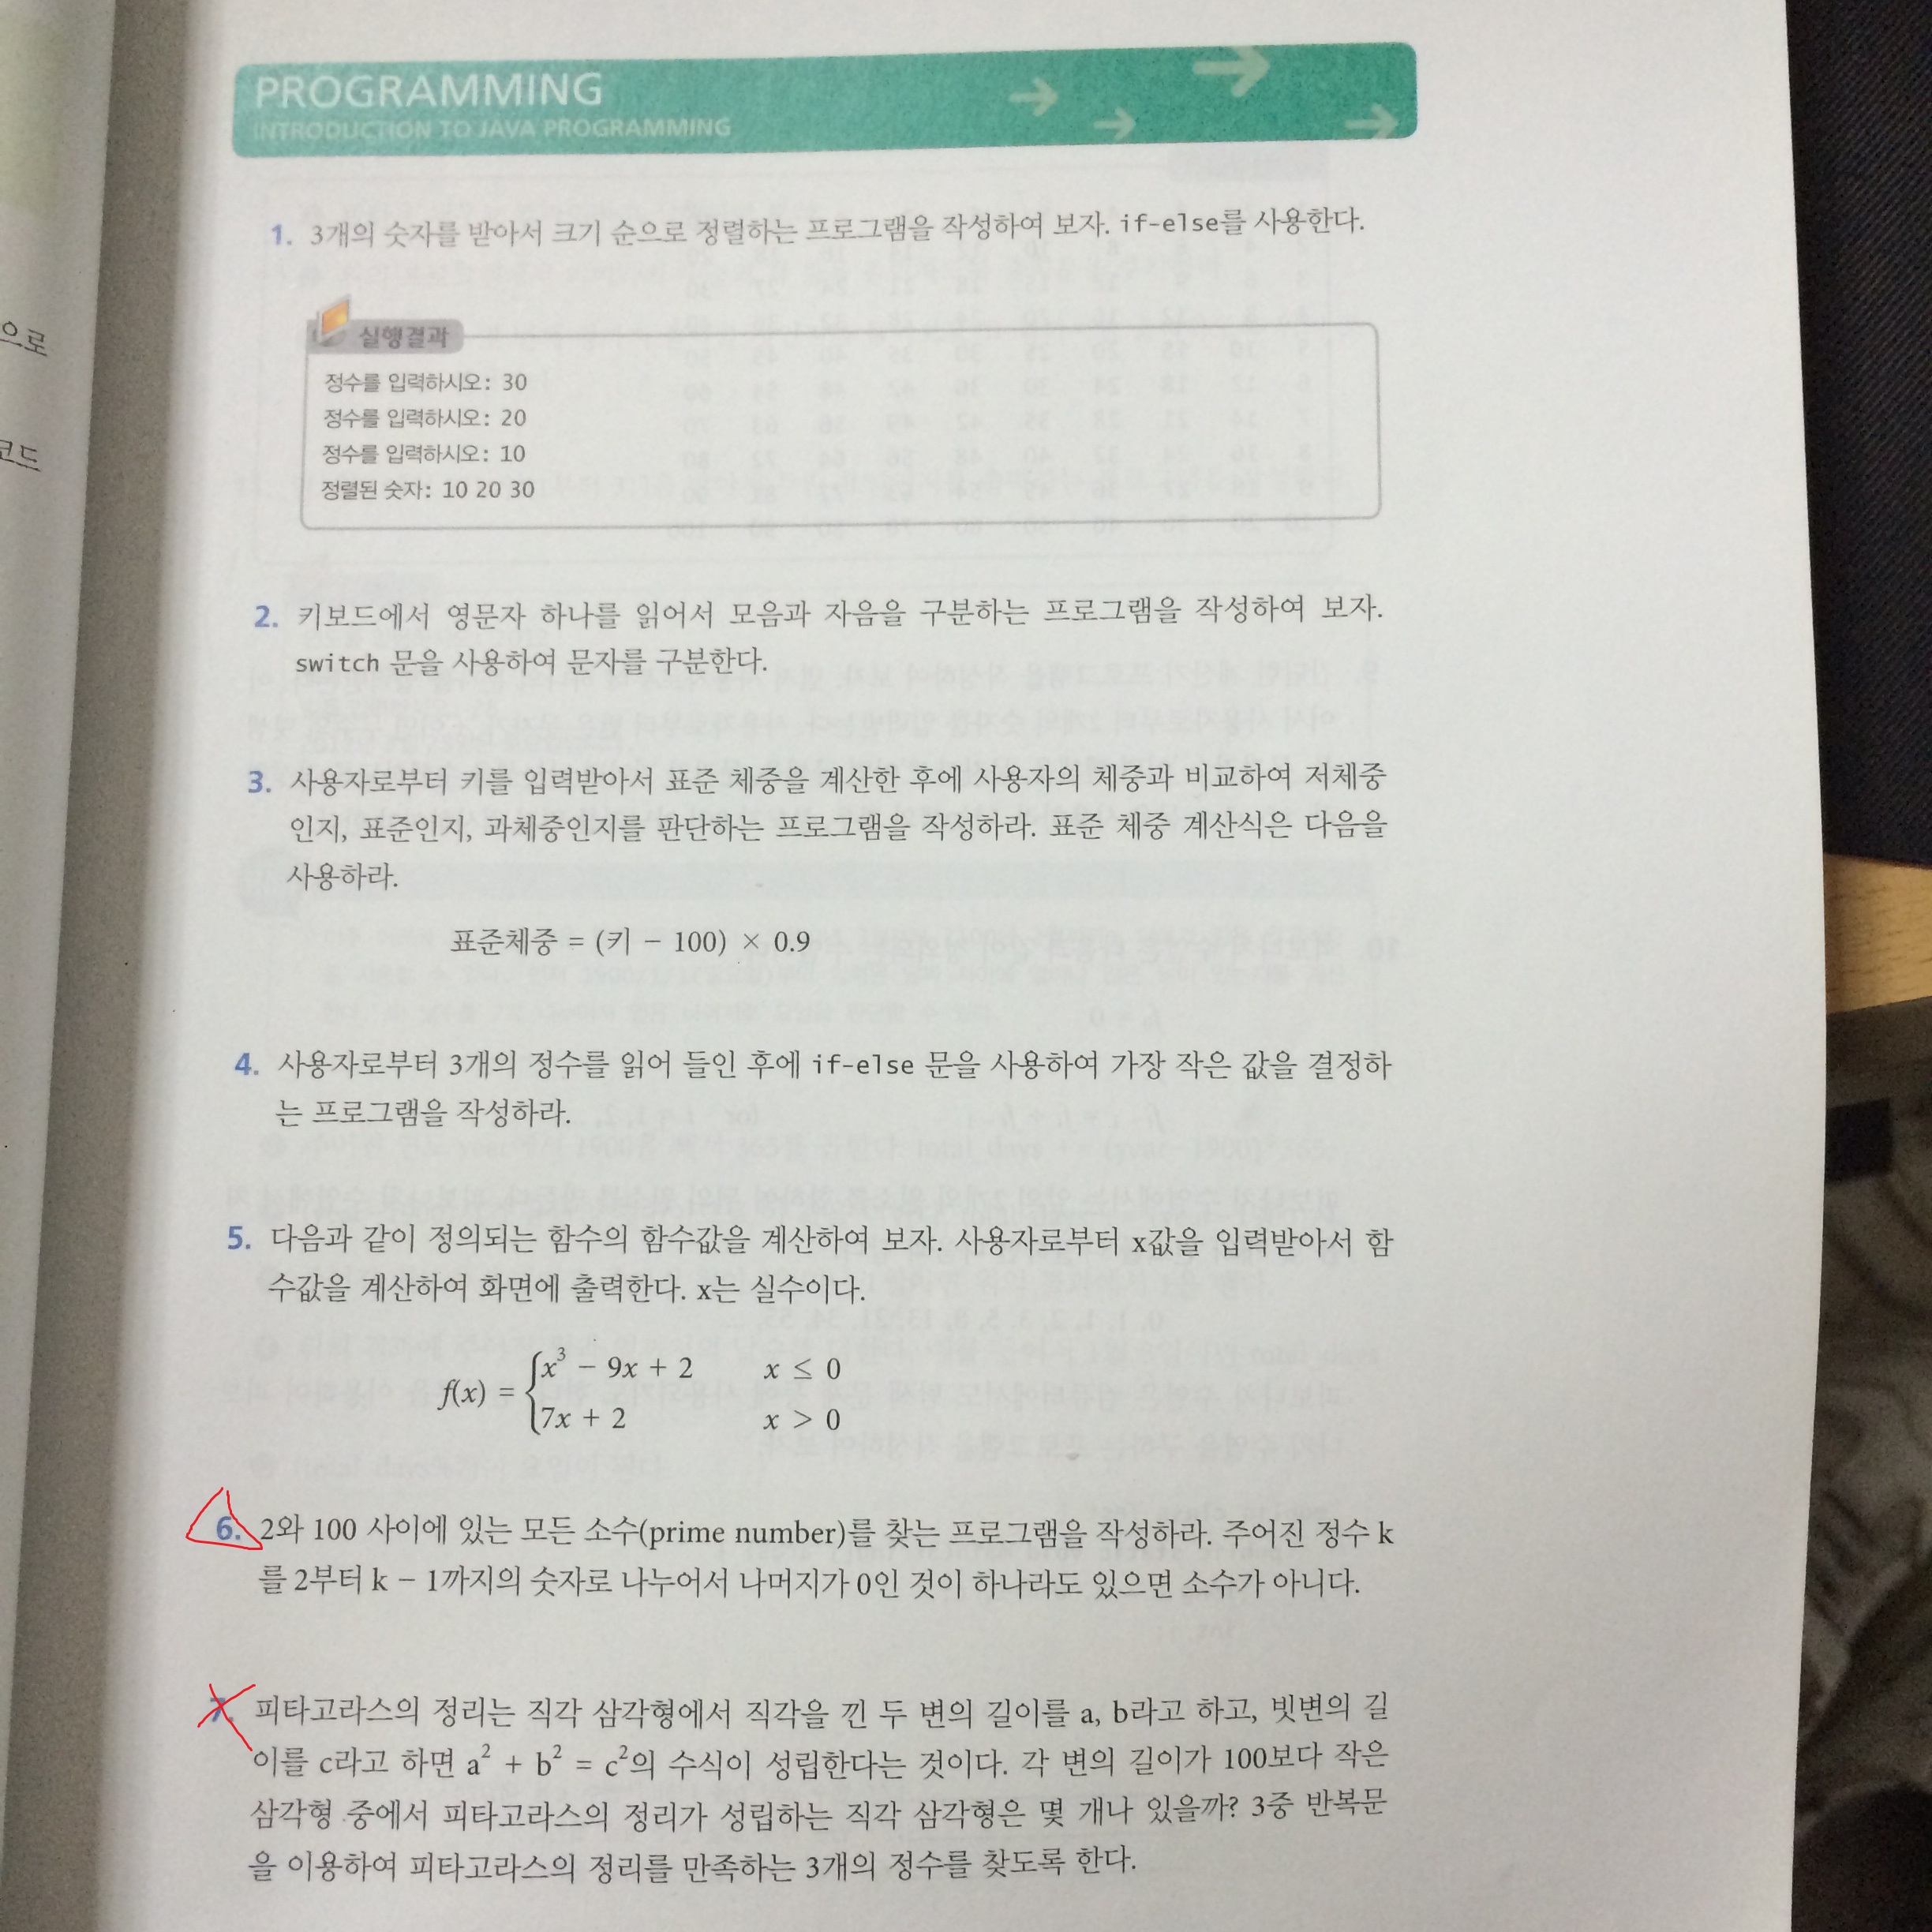 PROGRAMMING
INTRODUCTION TO JAVA PROGRAMMING
1. 3개의 숫자를 받아서 크기 순으로 정렬하는 프로그램을 작성하여 보자. if-else를 사용한다.
실행결과
정수를 입력하시오: 30
정수를 입력하시오: 20
정수를 입력하시오: 10
정렬된 숫자: 10 20 30
2. 키보드에서 영문자 하나를 읽어서 모음과 자음을 구분하는 프로그램을 작성하여 보자.
switch 문을 사용하여 문자를 구분한다.
3. 사용자로부터 키를 입력받아서 표준 체중을 계산한 후에 사용자의 체중과 비교하여 저체중
인지, 표준인지, 과체중인지를 판단하는 프로그램을 작성하라. 표준 체중 계산식은 다음을
사용하라.
표준체중 = (키 − 100) × 0.9
4. 사용자로부터 3개의 정수를 읽어 들인 후에 if-else 문을 사용하여 가장 작은 값을 결정하
는 프로그램을 작성하라.
5. 다음과 같이 정의되는 함수의 함수값을 계산하여 보자. 사용자로부터 x값을 입력받아서 함
수값을 계산하여 화면에 출력한다. x는 실수이다.
f(x) = { x³ − 9x + 2 x ≤ 0
7x + 2 x > 0
6. 2와 100 사이에 있는 모든 소수(prime number)를 찾는 프로그램을 작성하라. 주어진 정수 k
를 2부터 k − 1까지의 숫자로 나누어서 나머지가 0인 것이 하나라도 있으면 소수가 아니다.
7. 피타고라스의 정리는 직각 삼각형에서 직각을 낀 두 변의 길이를 a, b라고 하고, 빗변의 길
이를 c라고 하면 a² + b² = c²의 수식이 성립한다는 것이다. 각 변의 길이가 100보다 작은
삼각형 중에서 피타고라스의 정리가 성립하는 직각 삼각형은 몇 개나 있을까? 3중 반복문
을 이용하여 피타고라스의 정리를 만족하는 3개의 정수를 찾도록 한다.
으로
코드